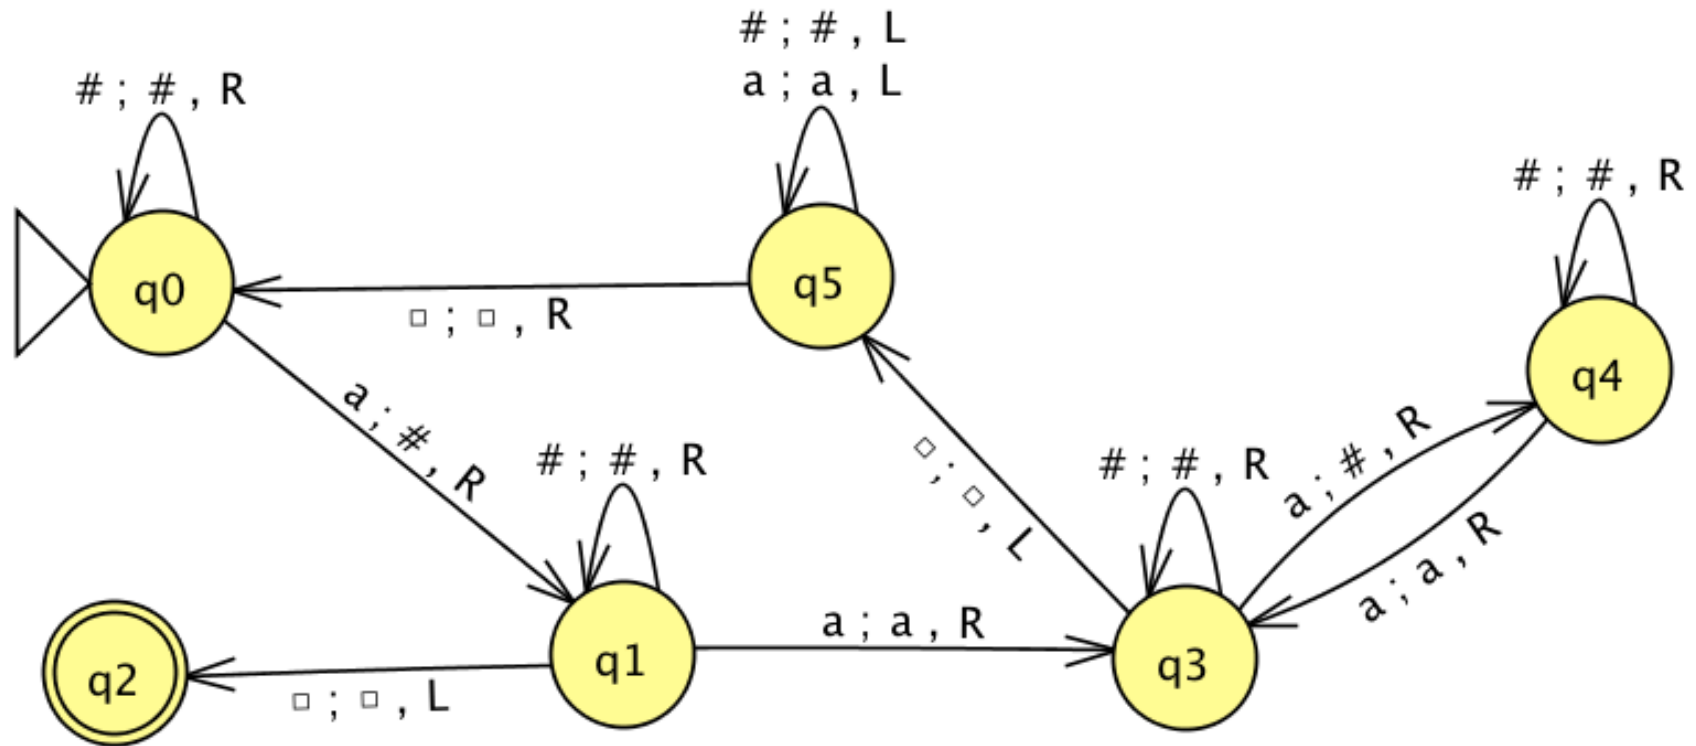 # ; # , L
a ; a , L
# ; # , R
# ; # , R
q0
q5
□ ; □ , R
q4
a ; # , R
# ; # , R
□ ; □ , L
# ; # , R
a ; # , R
a ; a , R
q2
□ ; □ , L
q1
a ; a , R
q3